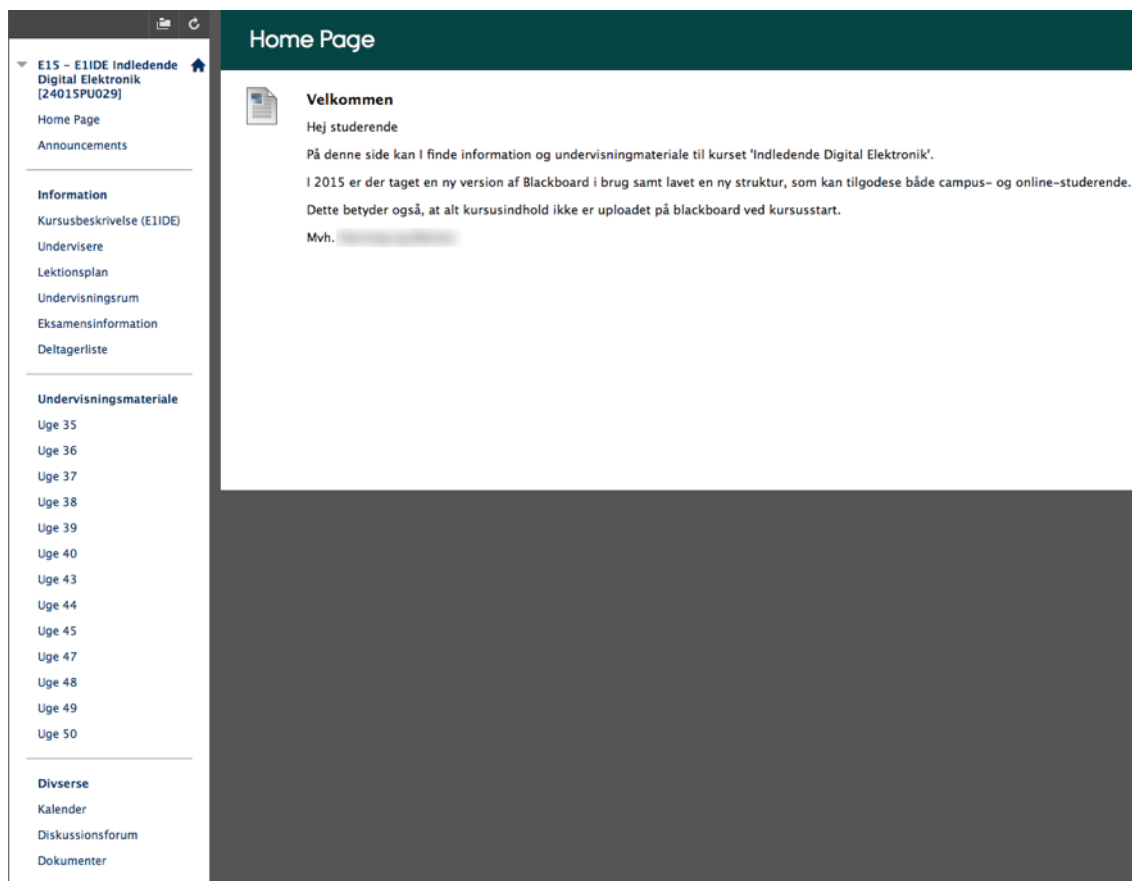 E15 – E1IDE Indledende
Digital Elektronik
[24015PU029]
Home Page
Announcements
Information
Kursusbeskrivelse (E1IDE)
Undervisere
Lektionsplan
Undervisningsrum
Eksamensinformation
Deltagerliste
Undervisningsmateriale
Uge 35
Uge 36
Uge 37
Uge 38
Uge 39
Uge 40
Uge 43
Uge 44
Uge 45
Uge 47
Uge 48
Uge 49
Uge 50
Divserse
Kalender
Diskussionsforum
Dokumenter
Home Page
Velkommen
Hej studerende
På denne side kan I finde information og undervisningmateriale til kurset 'Indledende Digital Elektronik'.
I 2015 er der taget en ny version af Blackboard i brug samt lavet en ny struktur, som kan tilgodese både campus- og online-studerende.
Dette betyder også, at alt kursusindhold ikke er uploadet på blackboard ved kursusstart.
Mvh.